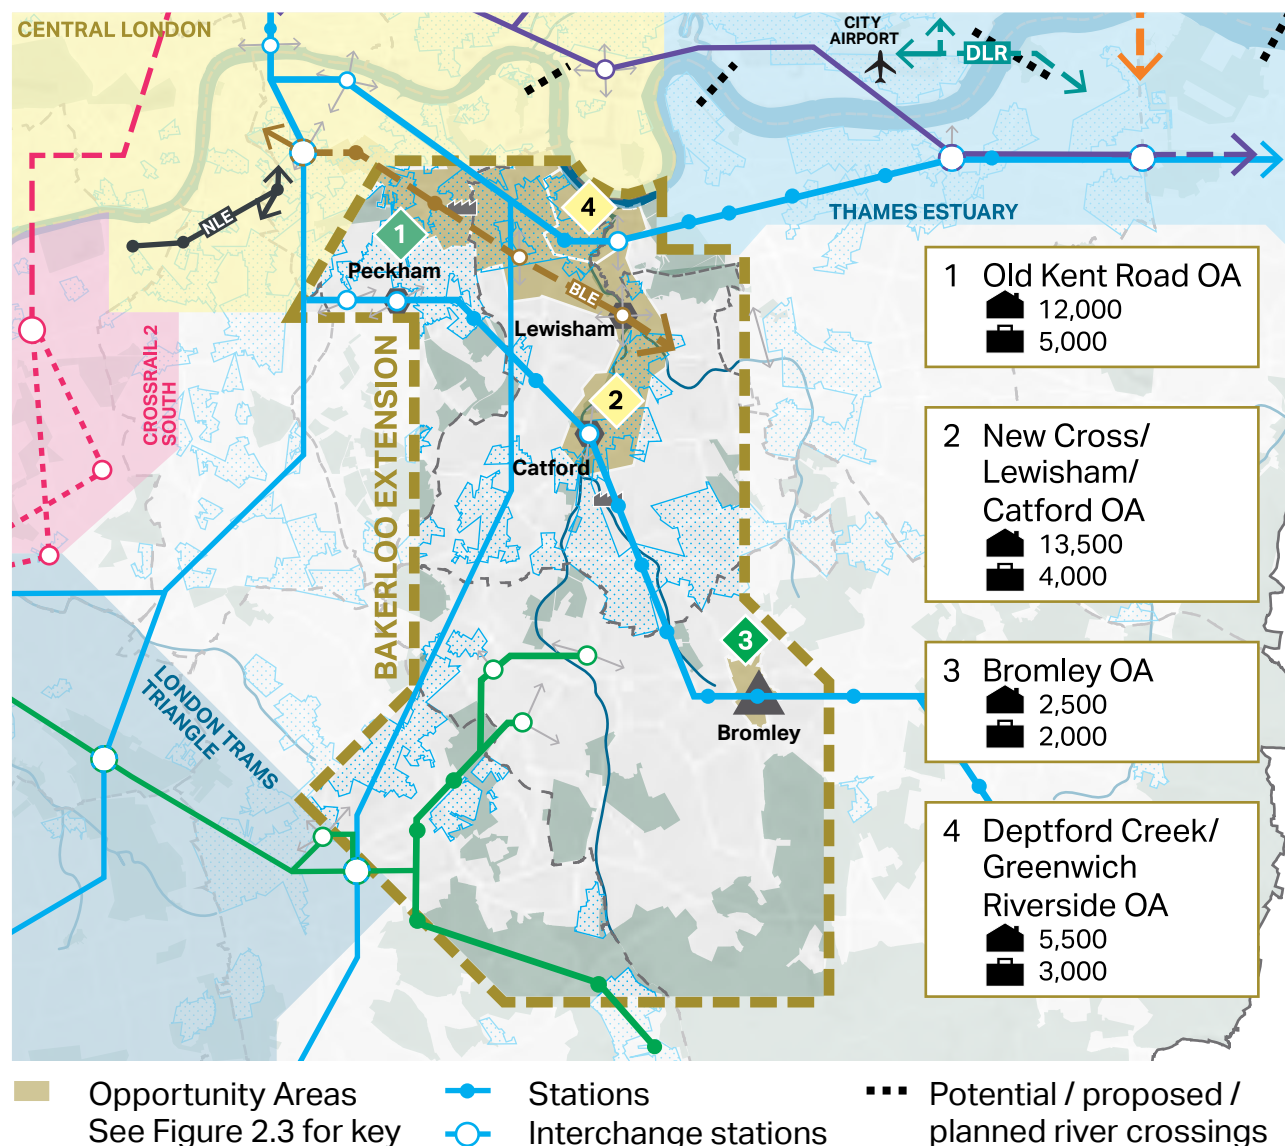 CENTRAL LONDON
CITY
AIRPORT
DLR
NLE
4
THAMES ESTUARY
1
Peckham
BLE
Lewisham
2
Catford
CROSSRAIL 2
SOUTH
BAKERLOO EXTENSION
LONDON TRAMS
TRIANGLE
3
Bromley
1 Old Kent Road OA
12,000
5,000
2 New Cross/
Lewisham/
Catford OA
13,500
4,000
3 Bromley OA
2,500
2,000
4 Deptford Creek/
Greenwich
Riverside OA
5,500
3,000
Opportunity Areas
See Figure 2.3 for key
Stations
Interchange stations
Potential / proposed /
planned river crossings